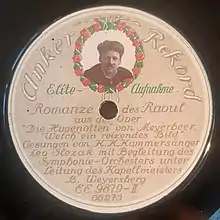 Anker Rekord
Elite- Aufnahme.
Romanze des Raoul
aus der Oper
"Die Hugenotten" von Meyerbeer.
"Welch ein reizendes Bild"
Gesungen von K.K. Kammersänger
Leo Slezak mit Begleitung des
Symphonie-Orchesters unter
Leitung des Kapellmeisters
B. Weyersberg
EE 9879-II
00273